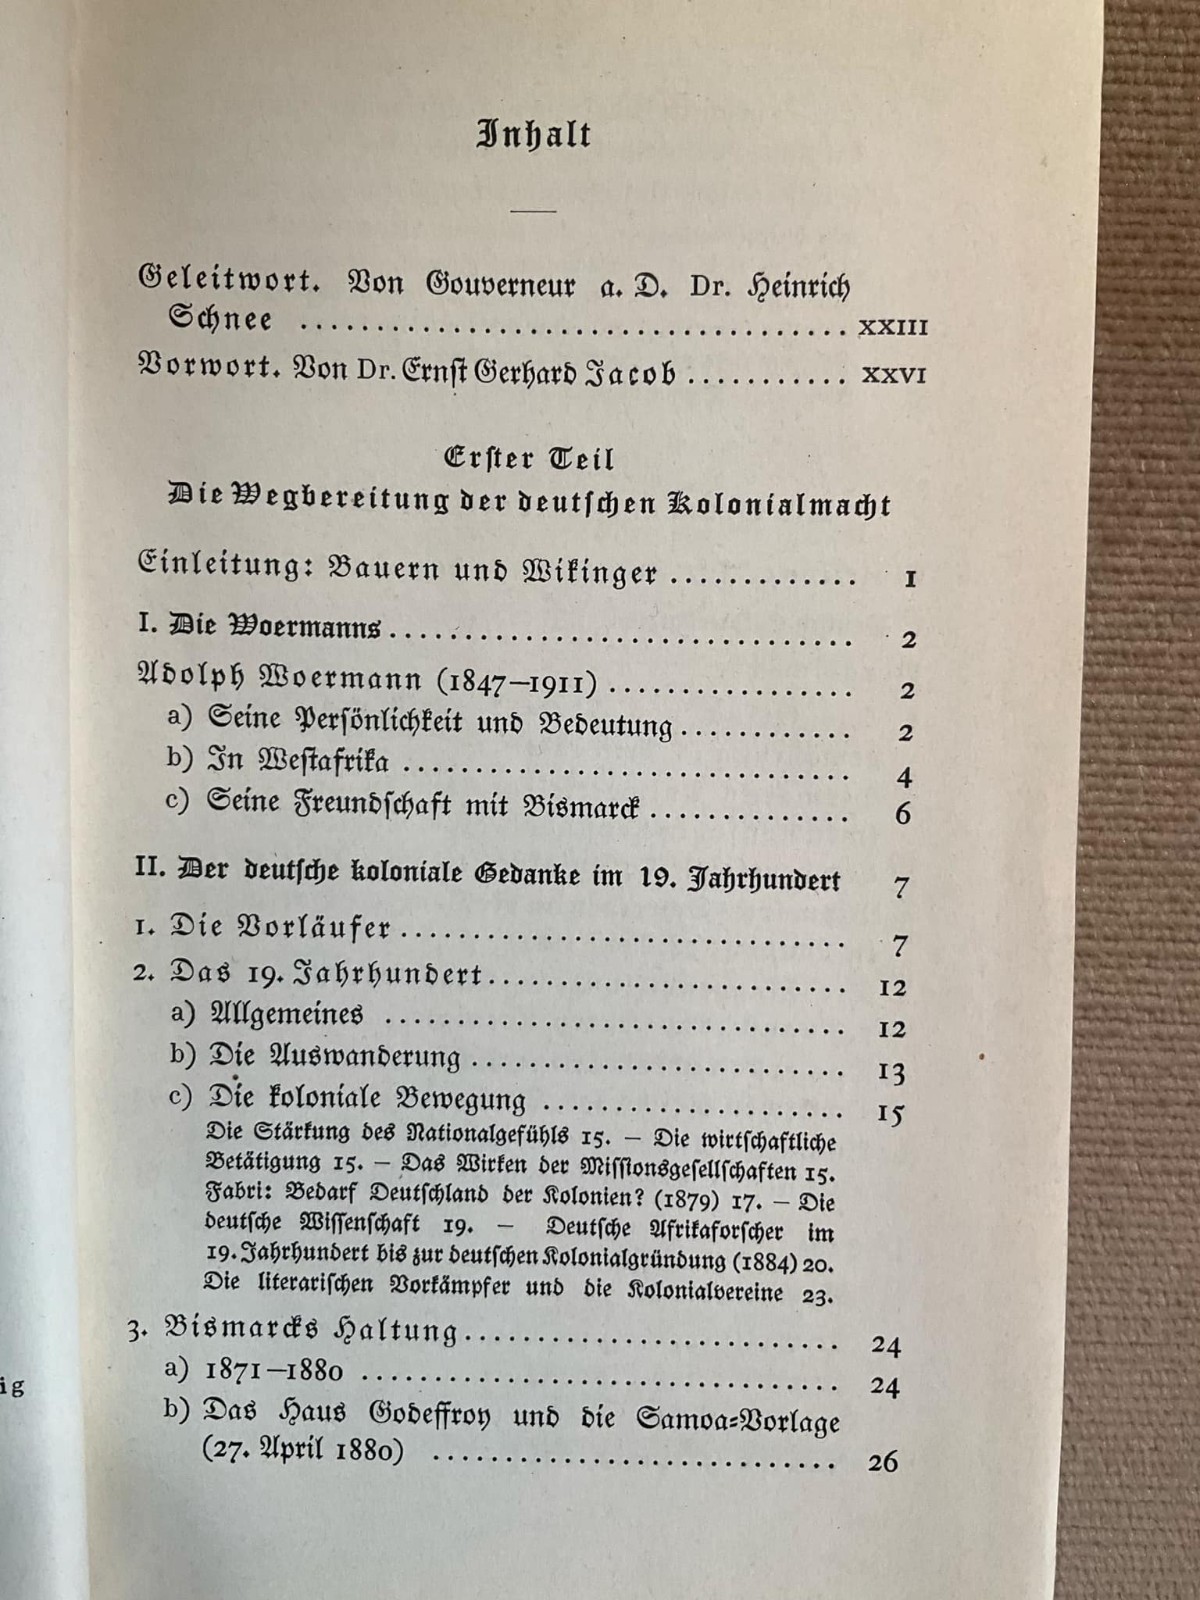 Inhalt
Geleitwort. Von Gouverneur a. D. Dr. Heinrich
Schnee ........................................ XXIII
Vorwort. Von Dr. Ernst Gerhard Jacob ........... XXVI
Erster Teil
Die Wegbereitung der deutschen Kolonialmacht
Einleitung: Bauern und Wikinger ............. 1
I. Die Woermanns ................................ 2
Adolph Woermann (1847—1911) ................. 2
a) Seine Persönlichkeit und Bedeutung ............ 2
b) In Westafrika ................................ 4
c) Seine Freundschaft mit Bismarck .............. 6
II. Der deutsche koloniale Gedanke im 19. Jahrhundert 7
1. Die Vorläufer ................................ 7
2. Das 19. Jahrhundert .......................... 12
a) Allgemeines ................................ 12
b) Die Auswanderung .......................... 13
c) Die koloniale Bewegung ...................... 15
Die Stärkung des Nationalgefühls 15. — Die wirtschaftliche
Betätigung 15. — Das Wirken der Missionsgesellschaften 15.
Fabri: Bedarf Deutschland der Kolonien? (1879) 17. — Die
deutsche Wissenschaft 19. — Deutsche Afrikaforscher im
19. Jahrhundert bis zur deutschen Kolonialgründung (1884) 20.
Die literarischen Vorkämpfer und die Kolonialvereine 23.
3. Bismarcks Haltung ............................ 24
a) 1871—1880 ................................ 24
b) Das Haus Godeffroy und die Samoa=Vorlage
(27. April 1880) ............................ 26
ig